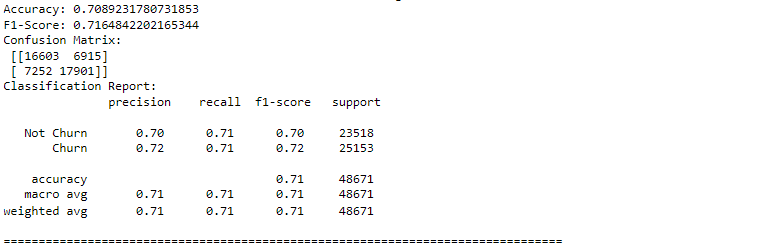 Accuracy: 0.7089231780731853
F1-Score: 0.7164842202165344
Confusion Matrix:
[[16603  6915]
[ 7252 17901]]
Classification Report:
precision    recall  f1-score   support
Not Churn       0.70      0.71      0.70     23518
Churn       0.72      0.71      0.72     25153
accuracy                           0.71     48671
macro avg       0.71      0.71      0.71     48671
weighted avg       0.71      0.71      0.71     48671
================================================================================